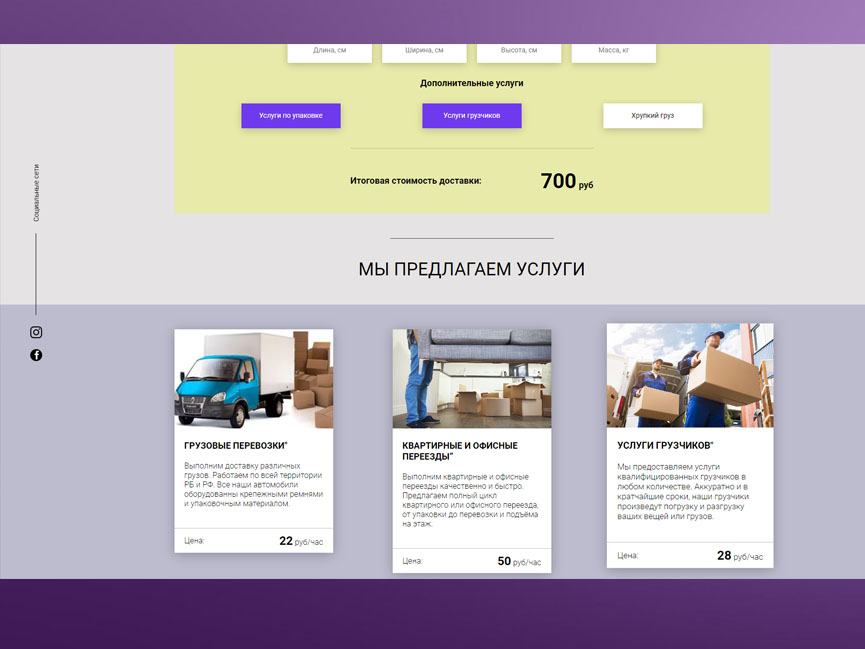 Длина, см
Ширина, см
Высота, см
Масса, кг
Дополнительные услуги
Услуги по упаковке
Услуги грузчиков
Хрупкий груз
Итоговая стоимость доставки:
700 руб
Социальные сети
МЫ ПРЕДЛАГАЕМ УСЛУГИ
ГРУЗОВЫЕ ПЕРЕВОЗКИ"
Выполним доставку различных
грузов. Работаем по всей территории
РБ и РФ. Все наши автомобили
оборудованны крепежными ремнями
и упаковочным материалом.
Цена:
22 руб/час
КВАРТИРНЫЕ И ОФИСНЫЕ
ПЕРЕЕЗДЫ"
Выполним квартирные и офисные
переезды качественно и быстро.
Предлагаем полный цикл
квартирного или офисного переезда,
от упаковки до перевозки и подъёма
на этаж.
Цена:
50 руб/час
УСЛУГИ ГРУЗЧИКОВ"
Мы предоставляем услуги
квалифицированных грузчиков в
любом количестве. Аккуратно и в
кратчайшие сроки, наши грузчики
произведут погрузку и разгрузку
ваших вещей или грузов.
Цена:
28 руб/час